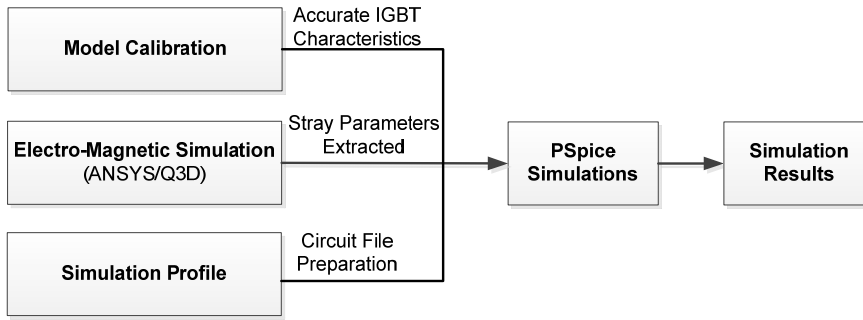 Model Calibration
Accurate IGBT
Characteristics
Electro-Magnetic Simulation
(ANSYS/Q3D)
Stray Parameters
Extracted
PSpice
Simulations
Simulation
Results
Simulation Profile
Circuit File
Preparation